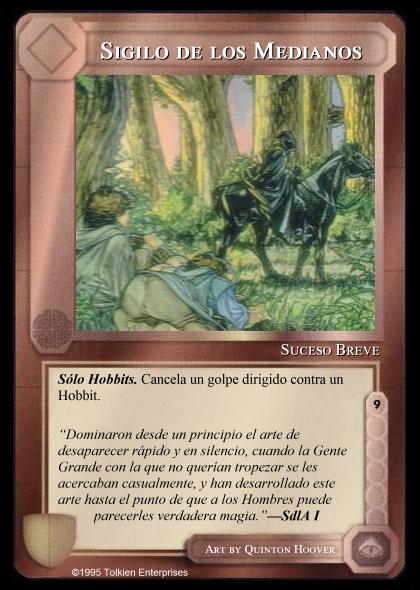 Sigilo de los Medianos
Suceso Breve
Sólo Hobbits. Cancela un golpe dirigido contra un
Hobbit.
9
“Dominaron desde un principio el arte de
desaparecer rápido y en silencio, cuando la Gente
Grande con la que no querían tropezar se les
acercaban casualmente, y han desarrollado este
arte hasta el punto de que a los Hombres puede
parecerles verdadera magia.”—SdlA I
Art by Quinton Hoover
©1995 Tolkien Enterprises